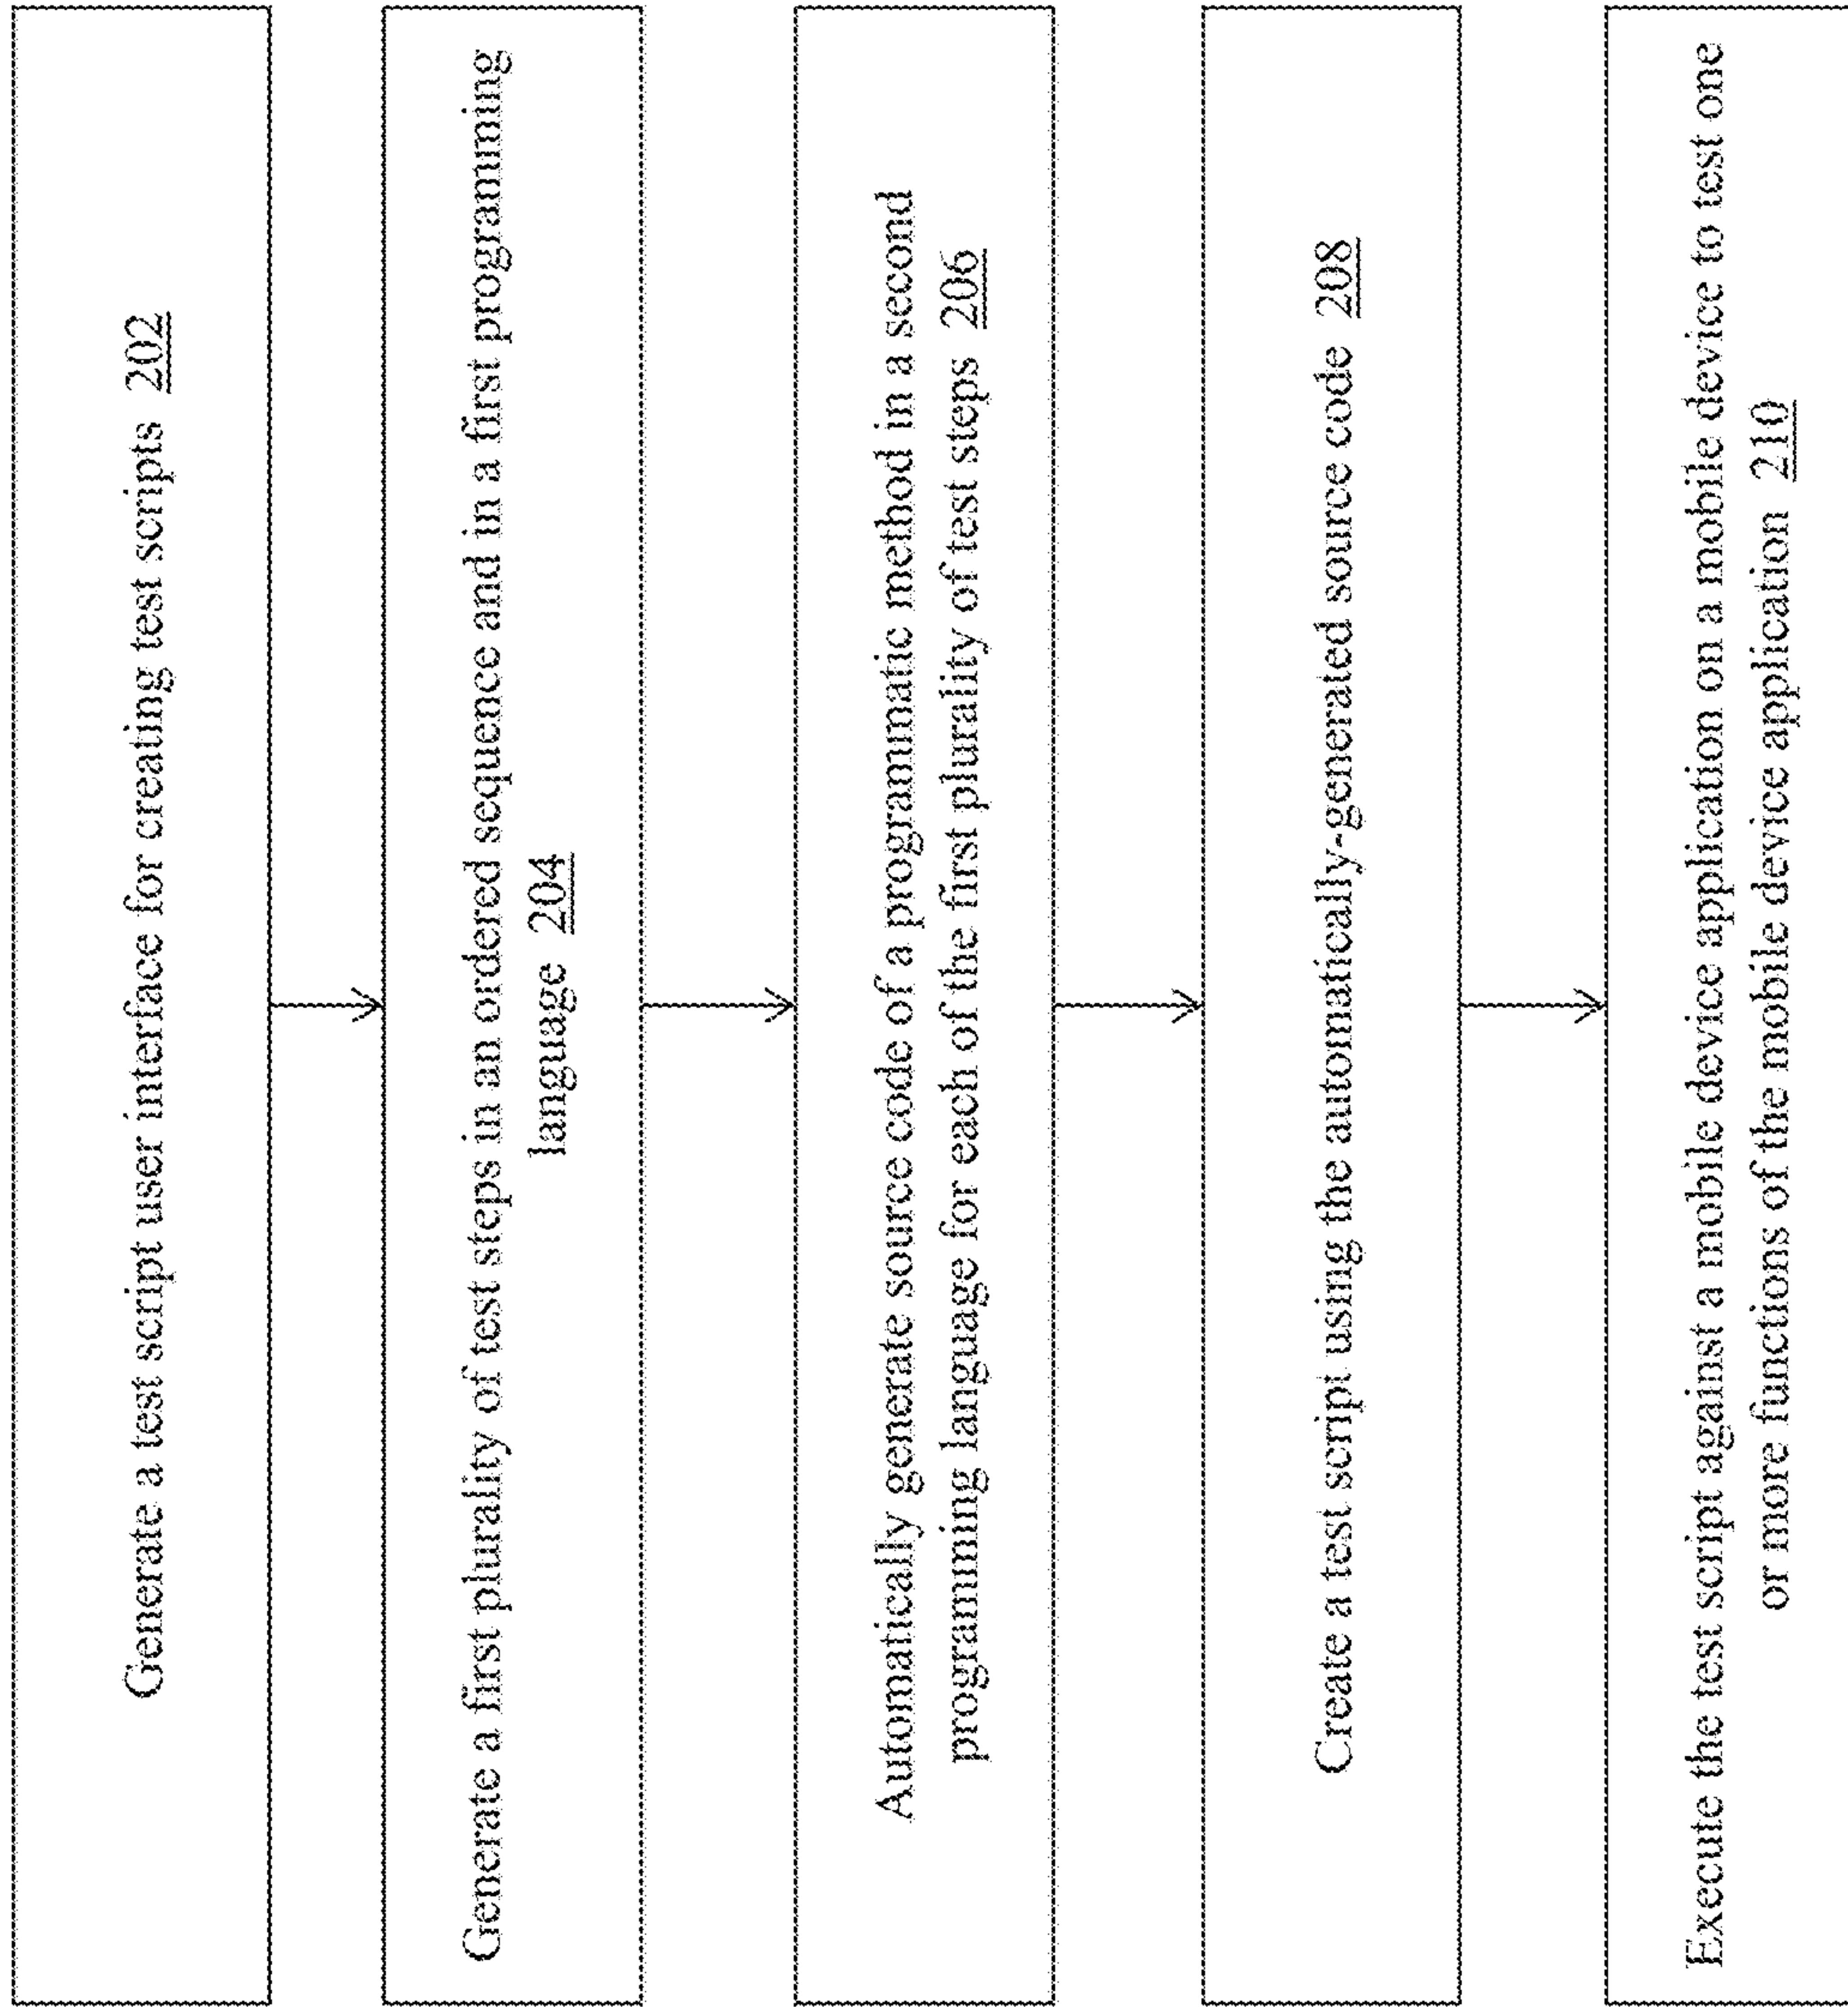 Generate a test script user interface for creating test scripts 202
Generate a first plurality of test steps in an ordered sequence and in a first programming
language 204
Automatically generate source code of a programmatic method in a second
programming language for each of the first plurality of test steps 206
Create a test script using the automatically-generated source code 208
Execute the test script against a mobile device application on a mobile device to test one
or more functions of the mobile device application 210